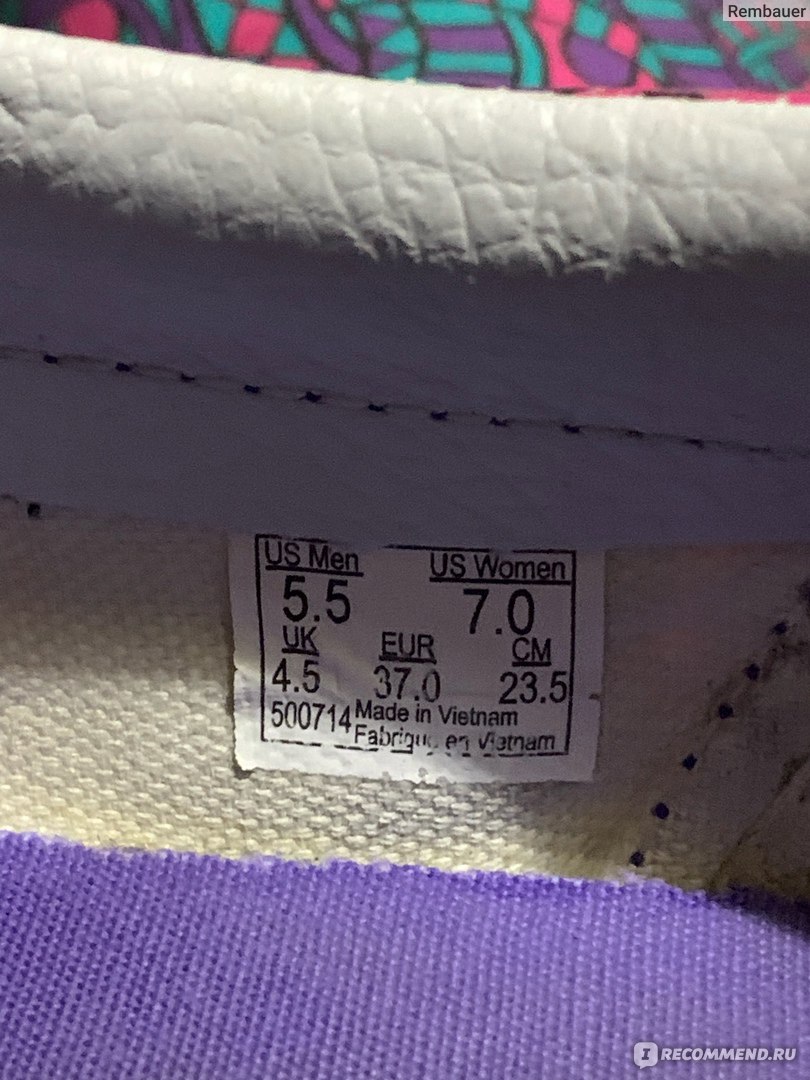 Rembauer
US Men US Women
5.5 7.0
UK EUR CM
4.5 37.0 23.5
500714 Made in Vietnam
en Vietnam
IRECOMMEND.RU